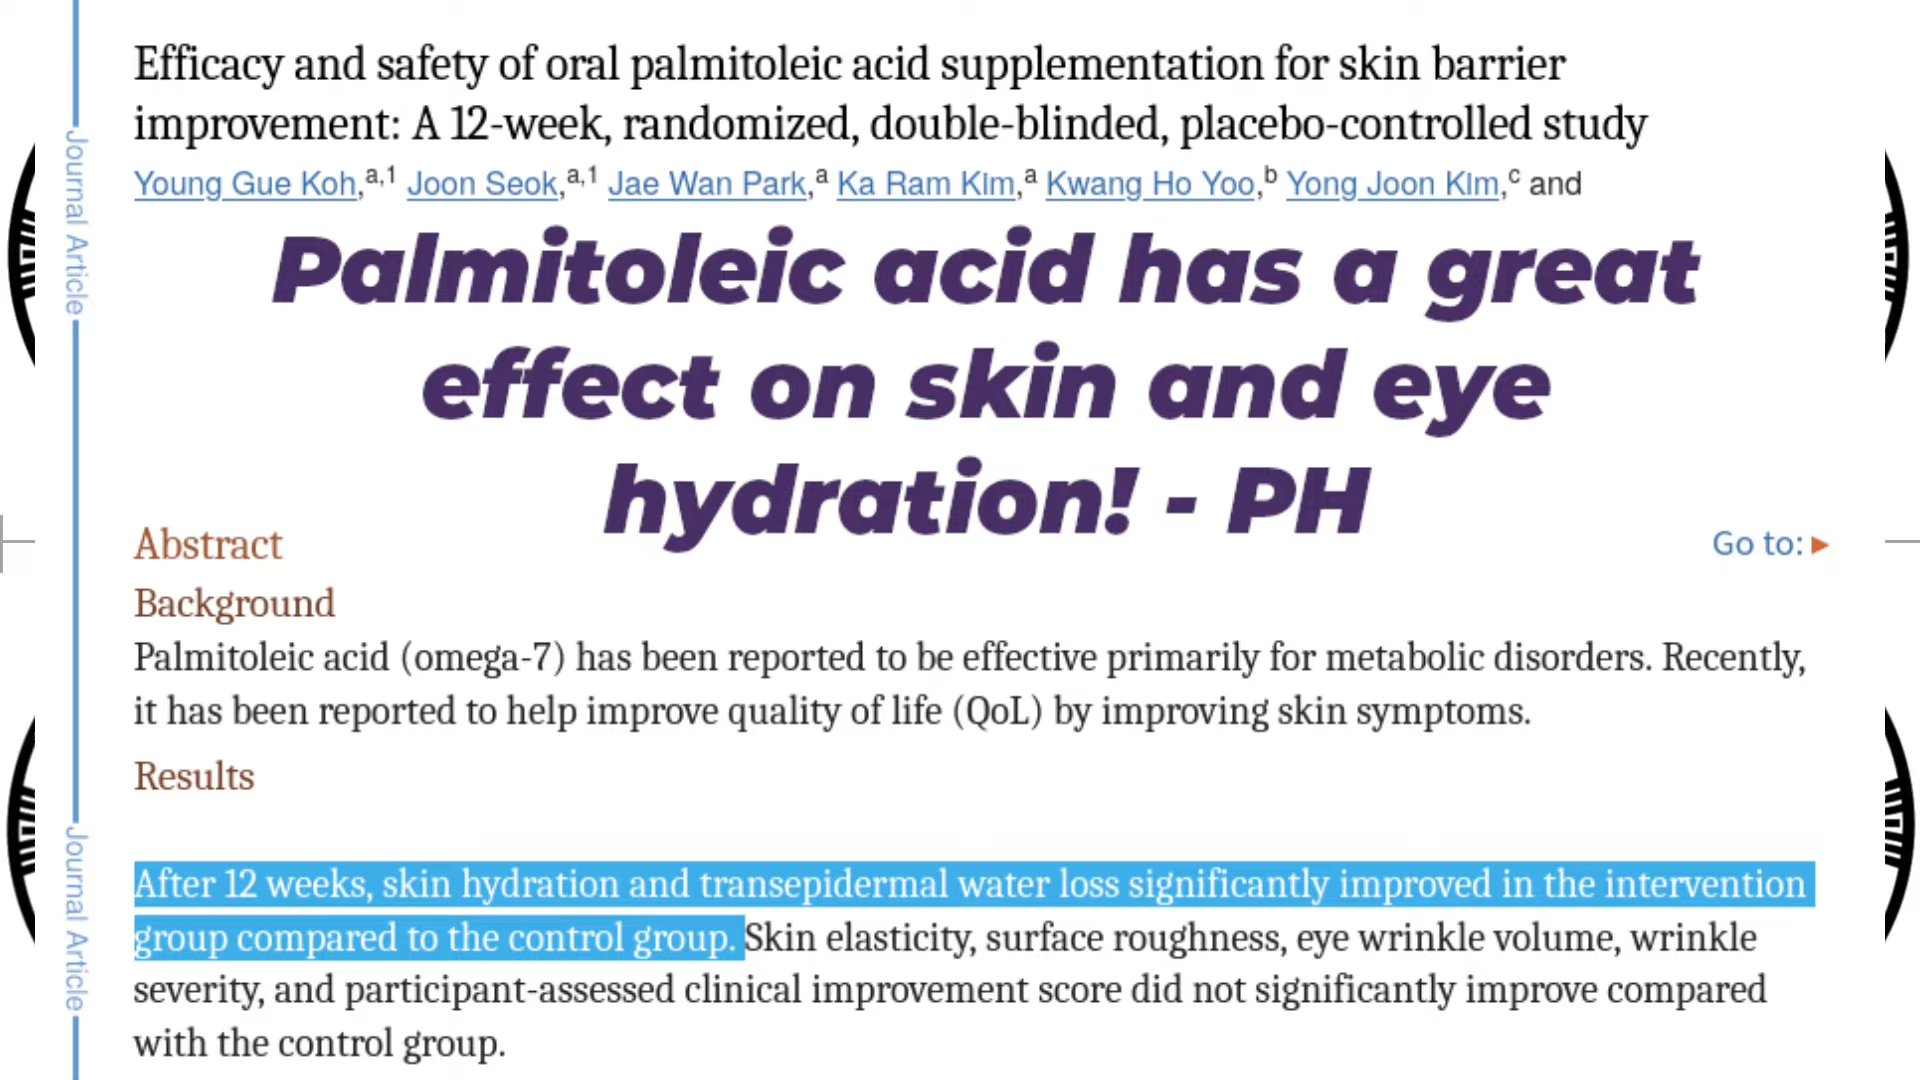 Efficacy and safety of oral palmitoleic acid supplementation for skin barrier
improvement: A 12-week, randomized, double-blinded, placebo-controlled study
Young Gue Koh,a,1 Joon Seok,a,1 Jae Wan Park,a Ka Ram Kim,a Kwang Ho Yoo,b Yong Joon Kim,c and
Journal Article
Palmitoleic acid has a great
effect on skin and eye
hydration! - PH
Abstract
Go to: ▸
Background
Palmitoleic acid (omega-7) has been reported to be effective primarily for metabolic disorders. Recently,
it has been reported to help improve quality of life (QoL) by improving skin symptoms.
Results
Journal Article
After 12 weeks, skin hydration and transepidermal water loss significantly improved in the intervention
group compared to the control group. Skin elasticity, surface roughness, eye wrinkle volume, wrinkle
severity, and participant-assessed clinical improvement score did not significantly improve compared
with the control group.